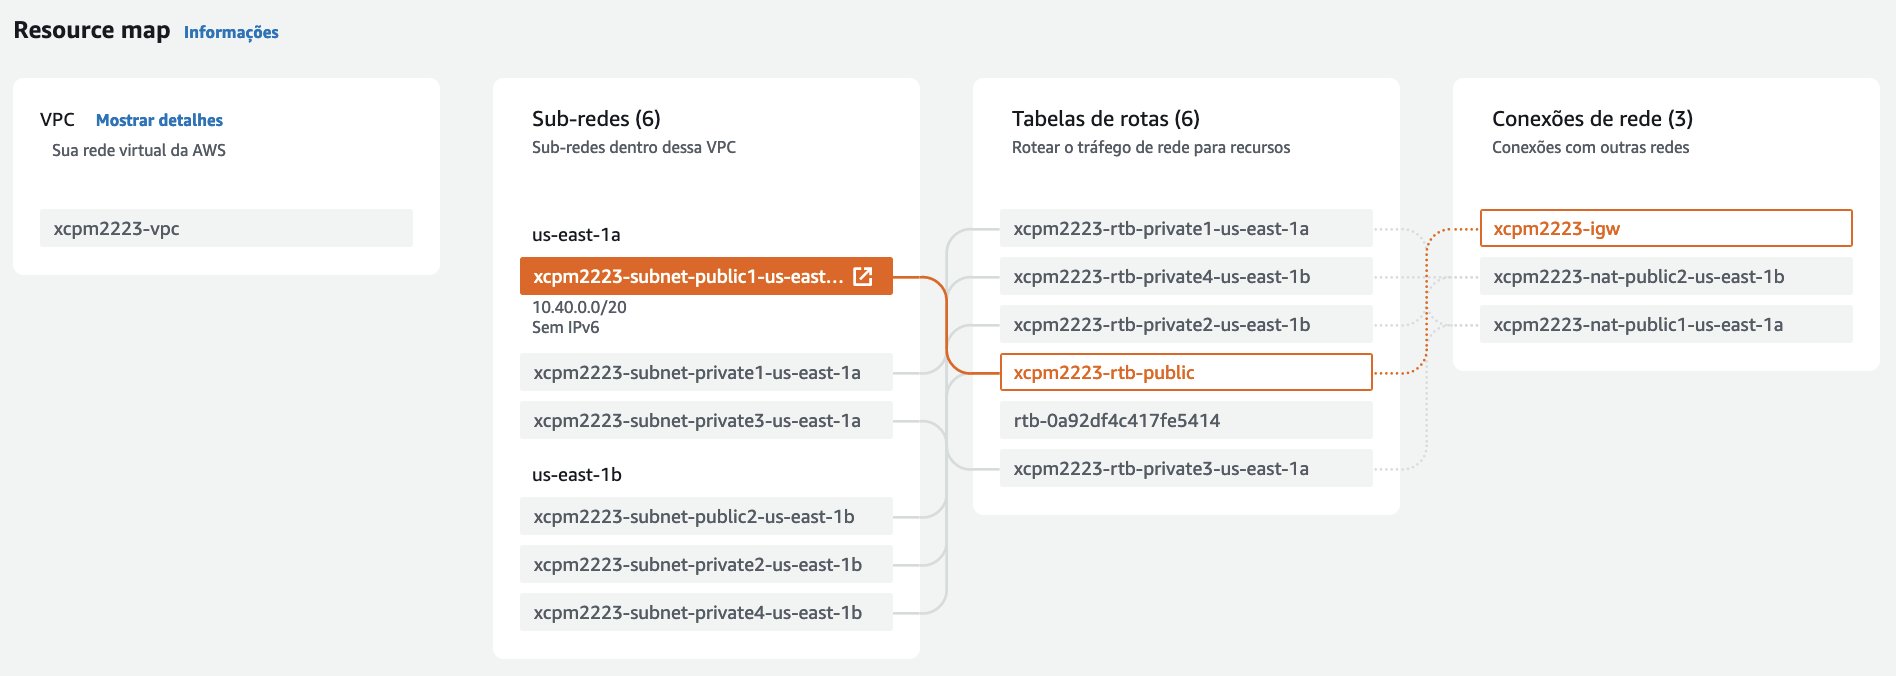 Resource map Informações
VPC Mostrar detalhes
Sua rede virtual da AWS
xcpm2223-vpc
Sub-redes (6)
Sub-redes dentro dessa VPC
us-east-1a
xcpm2223-subnet-public1-us-east...
10.40.0.0/20
Sem IPv6
xcpm2223-subnet-private1-us-east-1a
xcpm2223-subnet-private3-us-east-1a
us-east-1b
xcpm2223-subnet-public2-us-east-1b
xcpm2223-subnet-private2-us-east-1b
xcpm2223-subnet-private4-us-east-1b
Tabelas de rotas (6)
Rotear o tráfego de rede para recursos
xcpm2223-rtb-private1-us-east-1a
xcpm2223-rtb-private4-us-east-1b
xcpm2223-rtb-private2-us-east-1b
xcpm2223-rtb-public
rtb-0a92df4c417fe5414
xcpm2223-rtb-private3-us-east-1a
Conexões de rede (3)
Conexões com outras redes
xcpm2223-igw
xcpm2223-nat-public2-us-east-1b
xcpm2223-nat-public1-us-east-1a